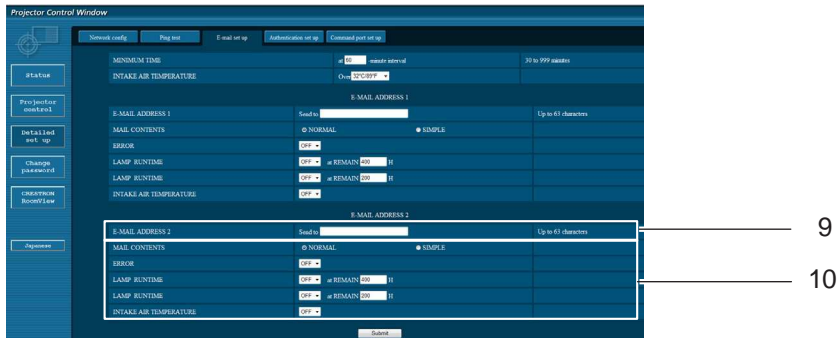 Projector Control Window
Network config Ping test E-mail set up Authentication set up Command port set up
MINIMUM TIME at 60 -minute interval 30 to 999 minutes
INTAKE AIR TEMPERATURE Over 32°C/89°F
E-MAIL ADDRESS 1
E-MAIL ADDRESS 1 Send to Up to 63 characters
MAIL CONTENTS NORMAL SIMPLE
ERROR OFF
LAMP RUNTIME OFF at REMAIN 400 H
LAMP RUNTIME OFF at REMAIN 200 H
INTAKE AIR TEMPERATURE OFF
E-MAIL ADDRESS 2
E-MAIL ADDRESS 2 Send to Up to 63 characters
MAIL CONTENTS NORMAL SIMPLE
ERROR OFF
LAMP RUNTIME OFF at REMAIN 400 H
LAMP RUNTIME OFF at REMAIN 200 H
INTAKE AIR TEMPERATURE OFF
Submit
Status
Projector
control
Detailed
set up
Change
password
CRESTRON
RoomView
Japanese
9
10